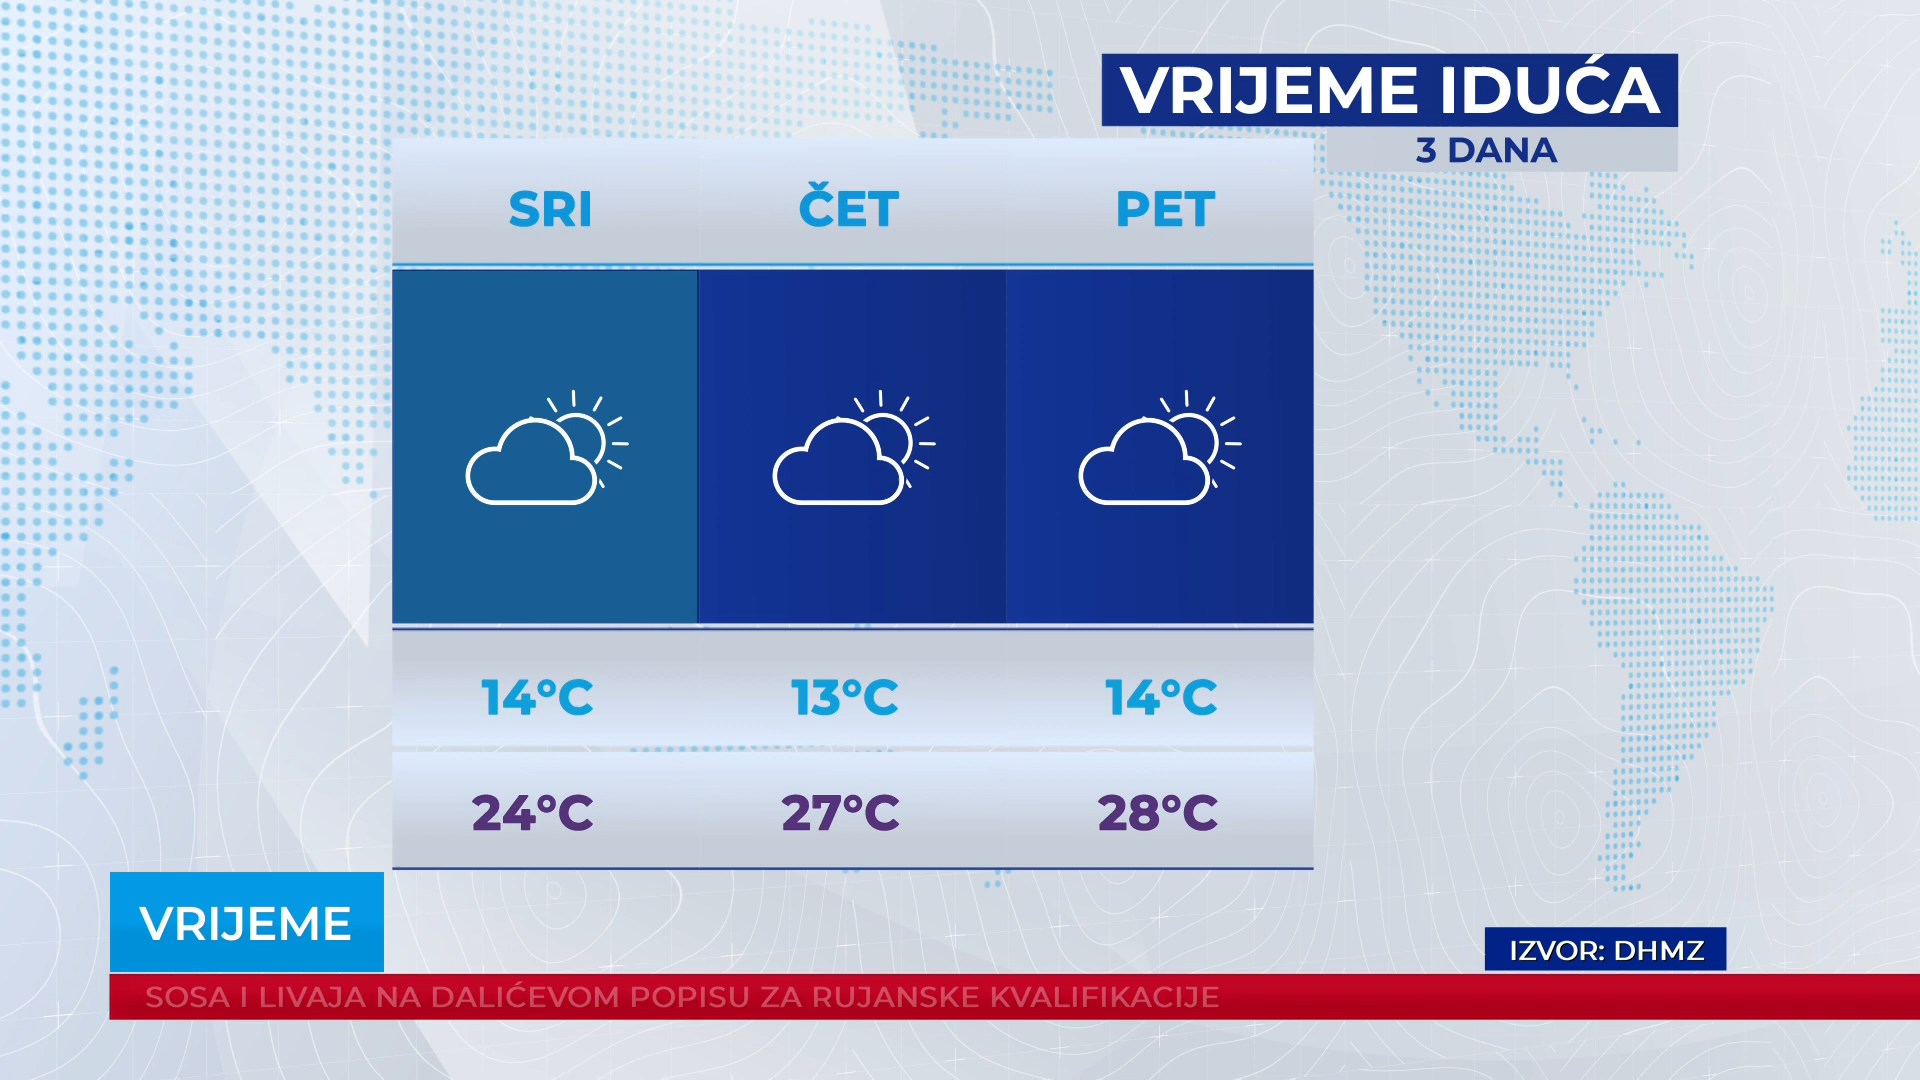 VRIJEME IDUĆA
3 DANA
SRI ČET PET
14°C 13°C 14°C
24°C 27°C 28°C
VRIJEME
IZVOR: DHMZ
SOSA I LIVAJA NA DALIĆEVOM POPISU ZA RUJANSKE KVALIFIKACIJE